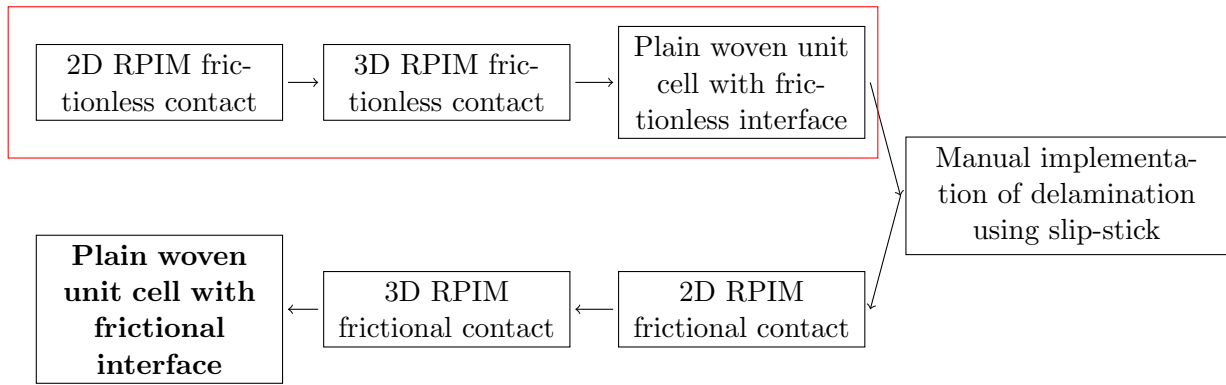 2D RPIM fric-
tionless contact
3D RPIM fric-
tionless contact
Plain woven unit
cell with fric-
tionless interface
Manual implementa-
tion of delamination
using slip-stick
2D RPIM
frictional contact
3D RPIM
frictional contact
Plain woven
unit cell with
frictional
interface